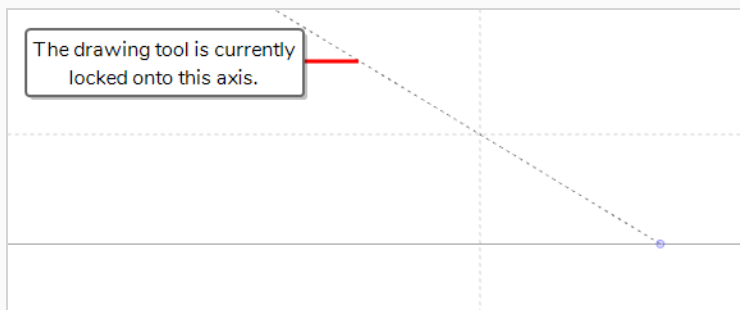 The drawing tool is currently
locked onto this axis.